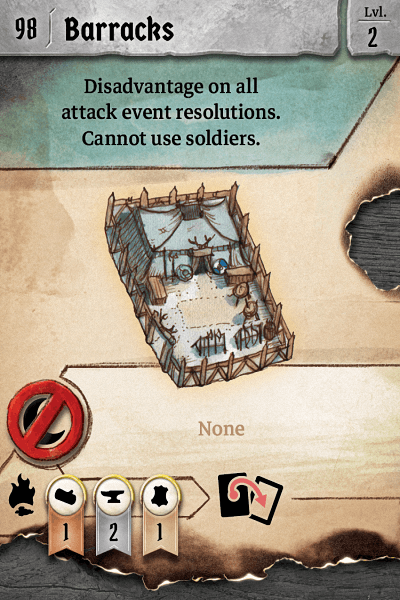 98 Barracks
Lvl.
2
Disadvantage on all
attack event resolutions.
Cannot use soldiers.
None
1 2 1